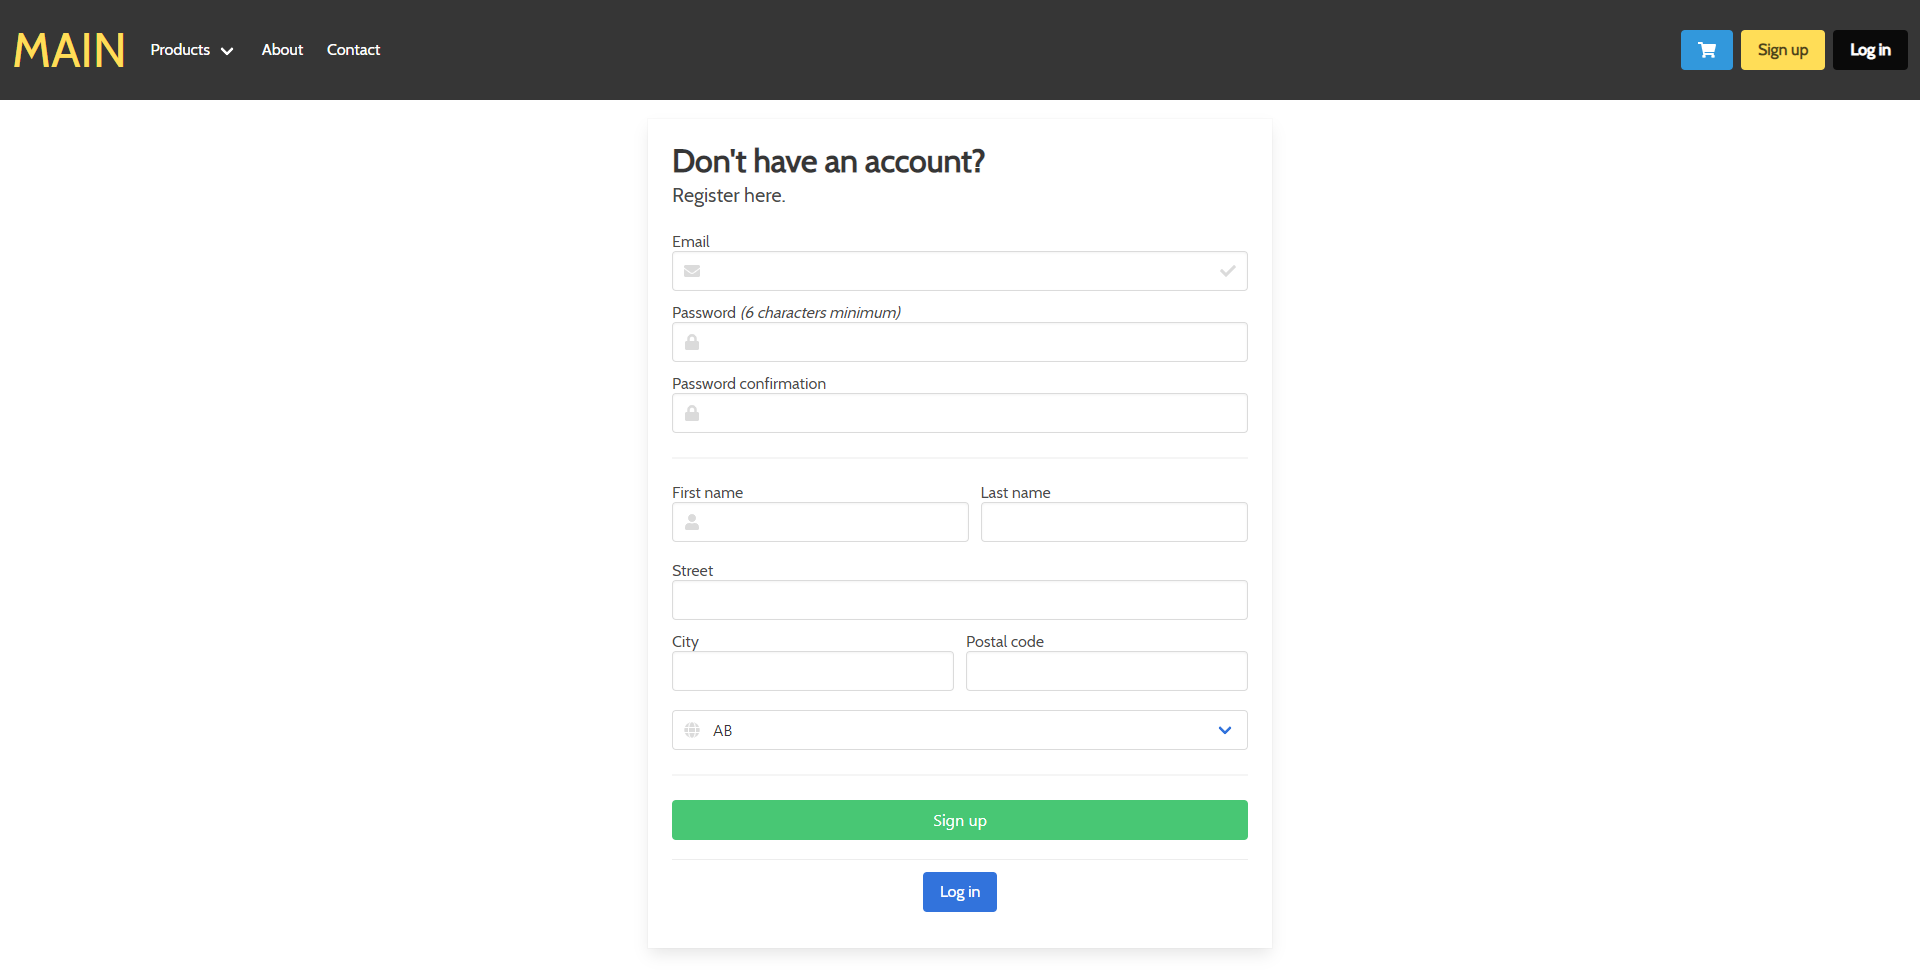 MAIN Products About Contact Sign up Log in
Don't have an account?
Register here.
Email
Password (6 characters minimum)
Password confirmation
First name Last name
Street
City Postal code
AB
Sign up
Log in